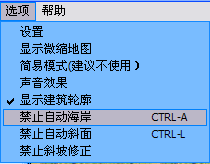 选项 帮助
设置
显示微缩地图
简易模式(建议不使用)
声音效果
✓ 显示建筑轮廓
禁止自动海岸 CTRL-A
禁止自动斜面 CTRL-L
禁止斜坡修正